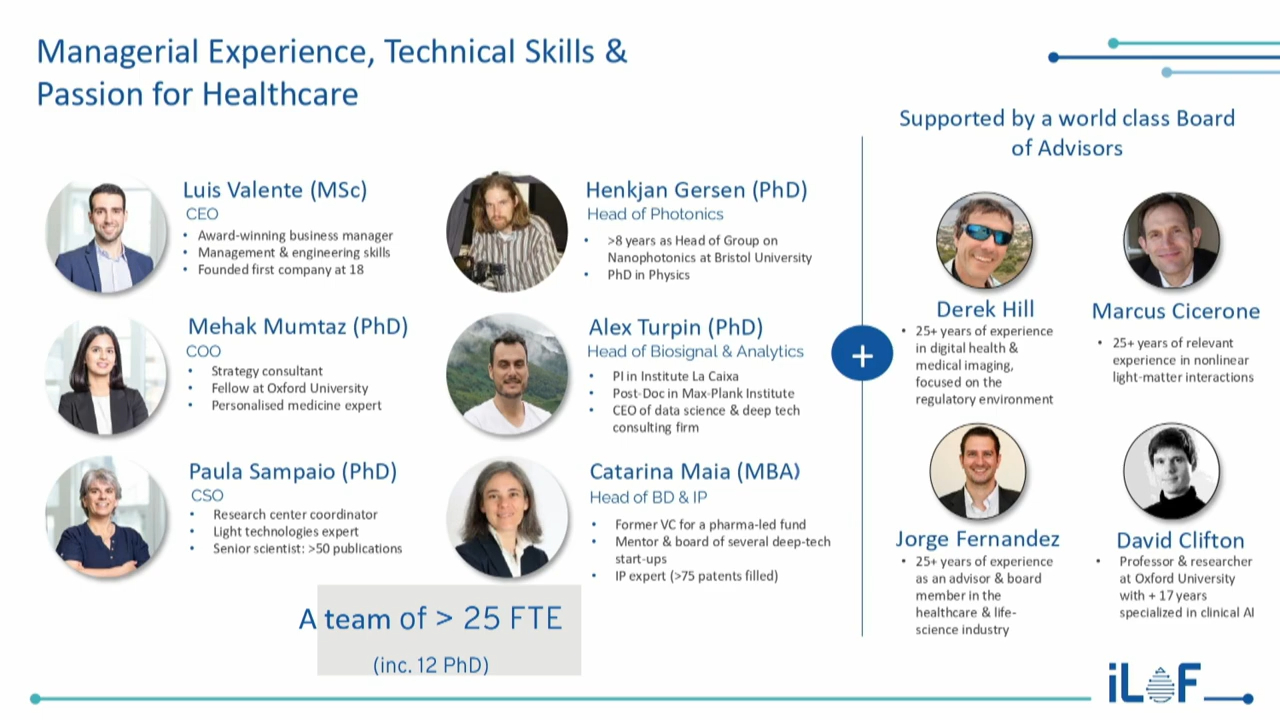 Managerial Experience, Technical Skills &
Passion for Healthcare
Luis Valente (MSc)
CEO
• Award-winning business manager
• Management & engineering skills
• Founded first company at 18
Mehak Mumtaz (PhD)
COO
• Strategy consultant
• Fellow at Oxford University
• Personalised medicine expert
Paula Sampaio (PhD)
CSO
• Research center coordinator
• Light technologies expert
• Senior scientist: >50 publications
Henkjan Gersen (PhD)
Head of Photonics
• >8 years as Head of Group on
Nanophotonics at Bristol University
• PhD in Physics
Alex Turpin (PhD)
Head of Biosignal & Analytics
• PI in Institute La Caixa
• Post-Doc in Max-Plank Institute
• CEO of data science & deep tech
consulting firm
Catarina Maia (MBA)
Head of BD & IP
• Former VC for a pharma-led fund
• Mentor & board of several deep-tech
start-ups
• IP expert (>75 patents filled)
A team of > 25 FTE
(inc. 12 PhD)
+
Supported by a world class Board
of Advisors
Derek Hill
• 25+ years of experience
in digital health &
medical imaging,
focused on the
regulatory environment
Marcus Cicerone
• 25+ years of relevant
experience in nonlinear
light-matter interactions
Jorge Fernandez
• 25+ years of experience
as an advisor & board
member in the
healthcare & life-
science industry
David Clifton
• Professor & researcher
at Oxford University
with + 17 years
specialized in clinical AI
iLoF